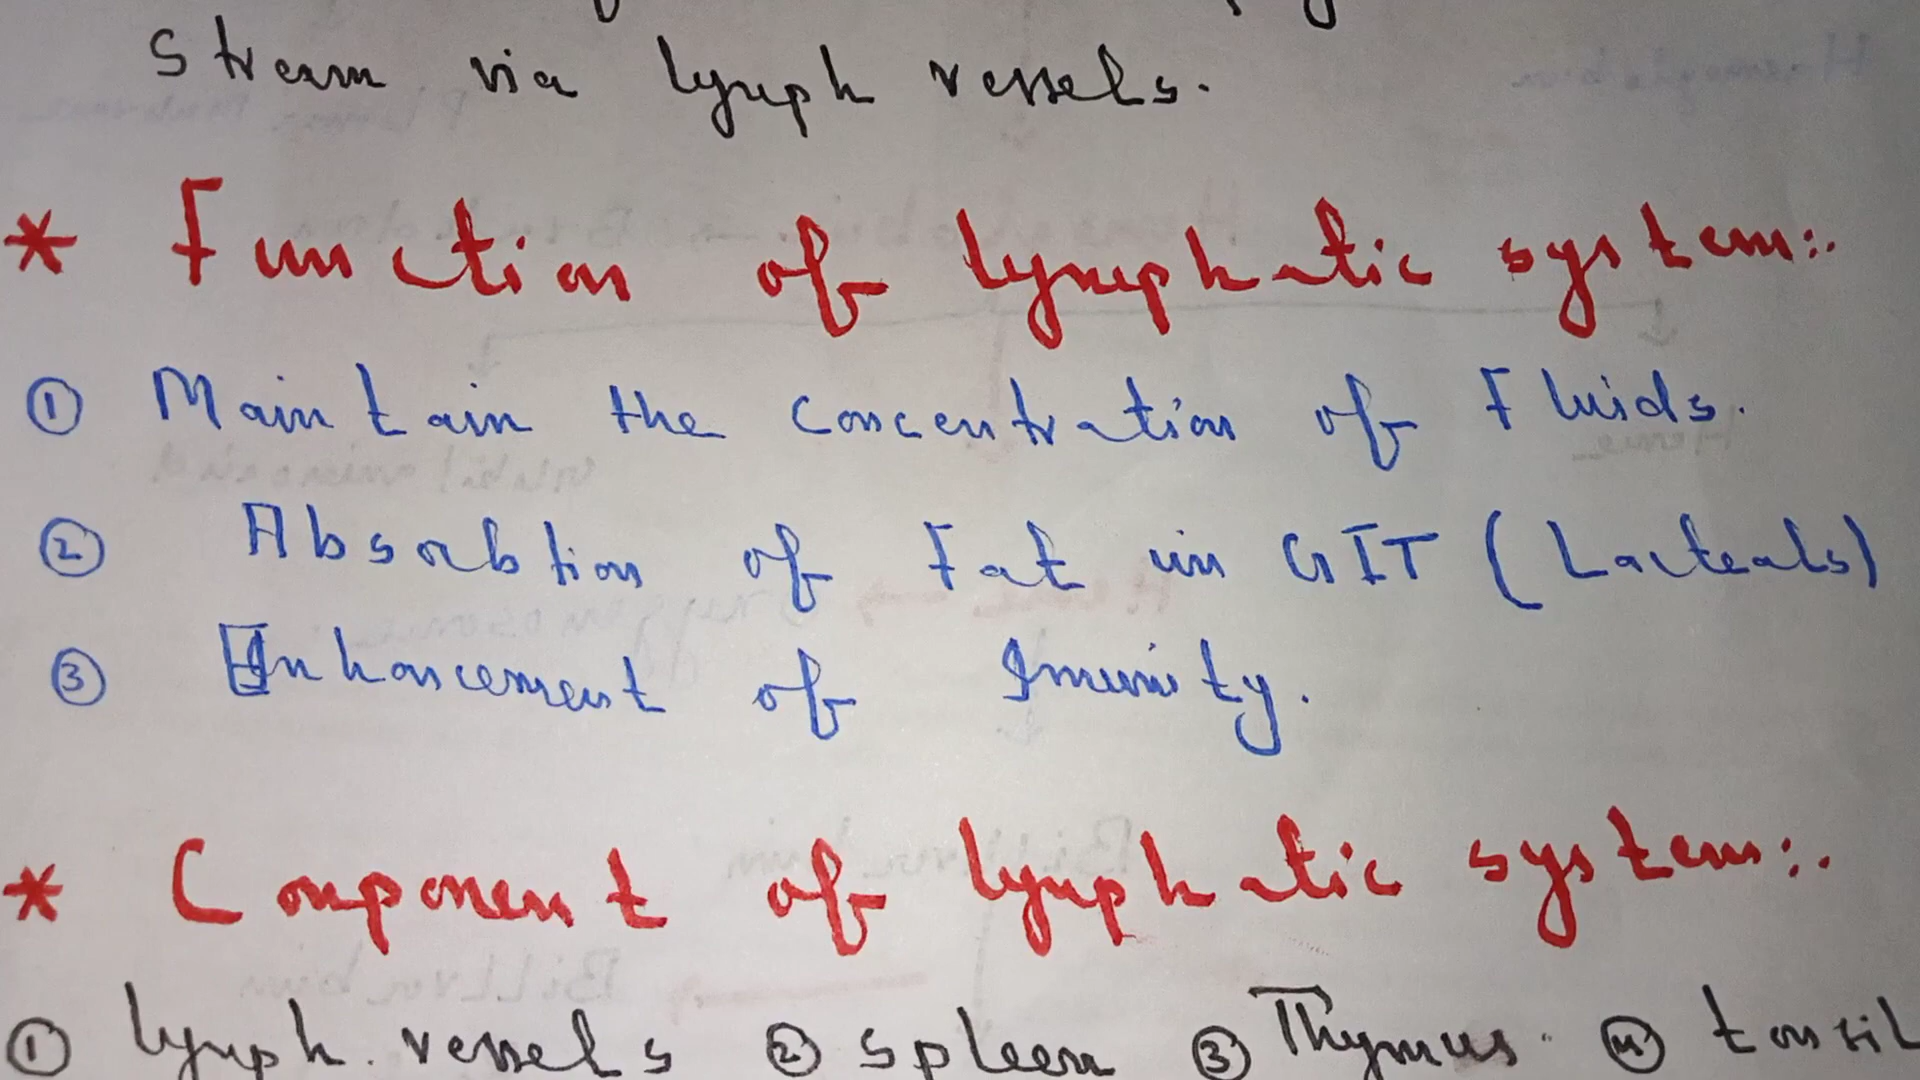 stream via lymph vessels.
* Function of lymphatic system:.
① Maintain the concentration of Fluids.
② Absorbtion of Fat in GIT (Lacteals)
③ Enhancement of Imunity.
* Component of lymphatic system:.
① lymph. vessels ② spleen ③ Thymus. ④ tonsil